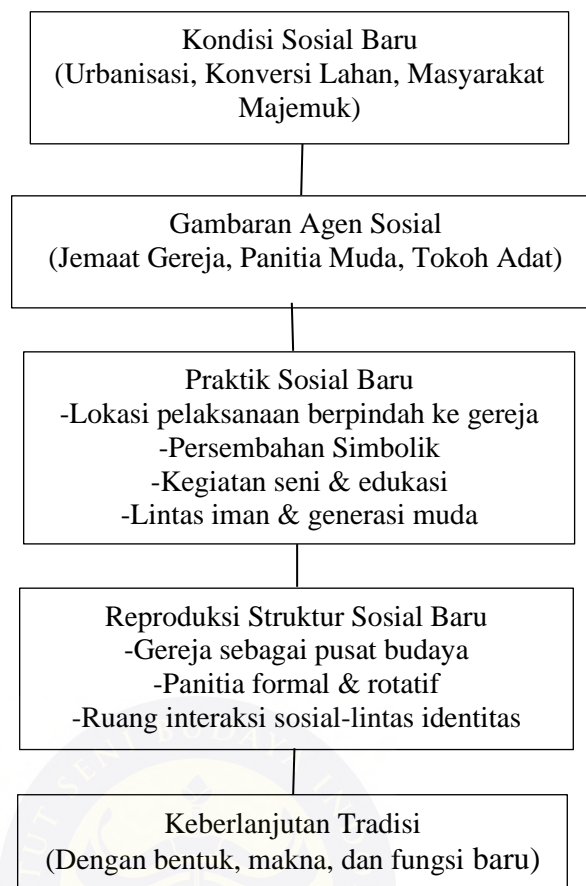 Kondisi Sosial Baru
(Urbanisasi, Konversi Lahan, Masyarakat
Majemuk)
Gambaran Agen Sosial
(Jemaat Gereja, Panitia Muda, Tokoh Adat)
Praktik Sosial Baru
-Lokasi pelaksanaan berpindah ke gereja
-Persembahan Simbolik
-Kegiatan seni & edukasi
-Lintas iman & generasi muda
Reproduksi Struktur Sosial Baru
-Gereja sebagai pusat budaya
-Panitia formal & rotatif
-Ruang interaksi sosial-lintas identitas
Keberlanjutan Tradisi
(Dengan bentuk, makna, dan fungsi baru)